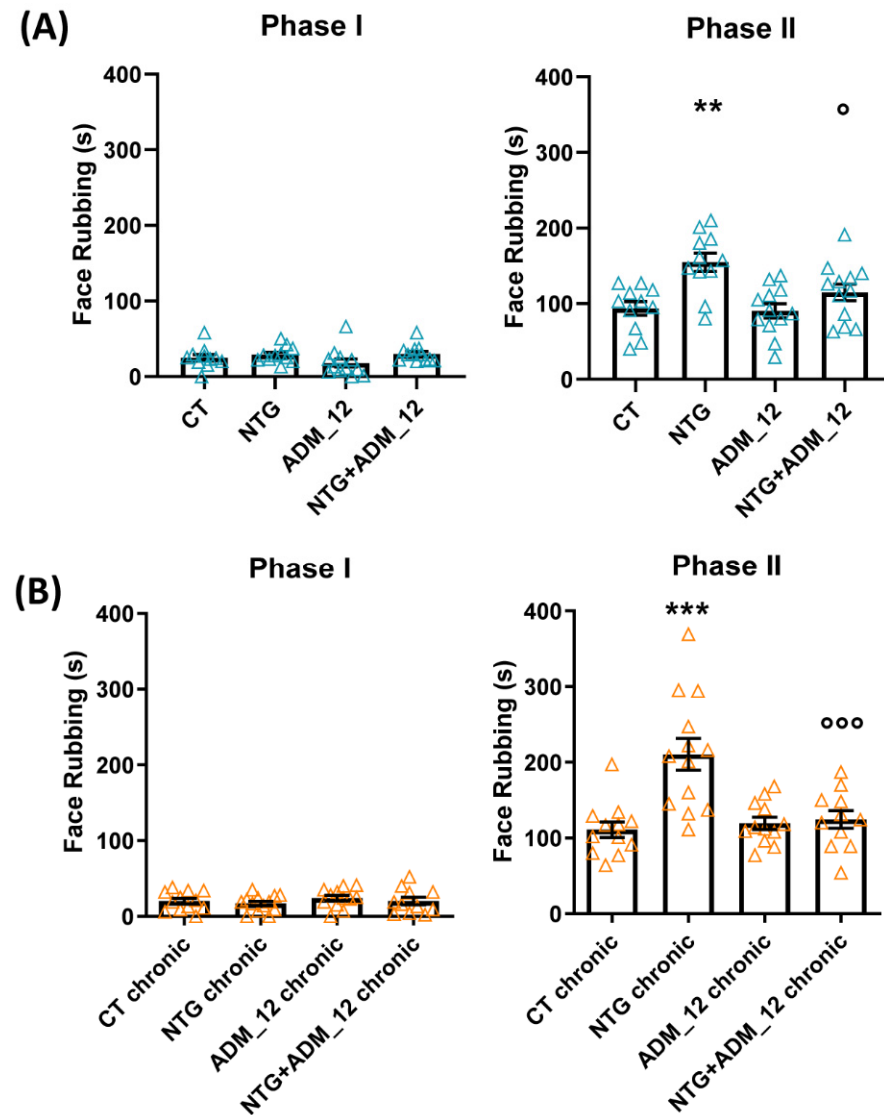 (A)
Phase I
Face Rubbing (s)
400
300
200
100
0
CT
NTG
ADM_12
NTG+ADM_12
Phase II
Face Rubbing (s)
400
300
200
100
0
**
°
CT
NTG
ADM_12
NTG+ADM_12
(B)
Phase I
Face Rubbing (s)
400
300
200
100
0
CT chronic
NTG chronic
ADM_12 chronic
NTG+ADM_12 chronic
Phase II
Face Rubbing (s)
400
300
200
100
0
***
°°°
CT chronic
NTG chronic
ADM_12 chronic
NTG+ADM_12 chronic